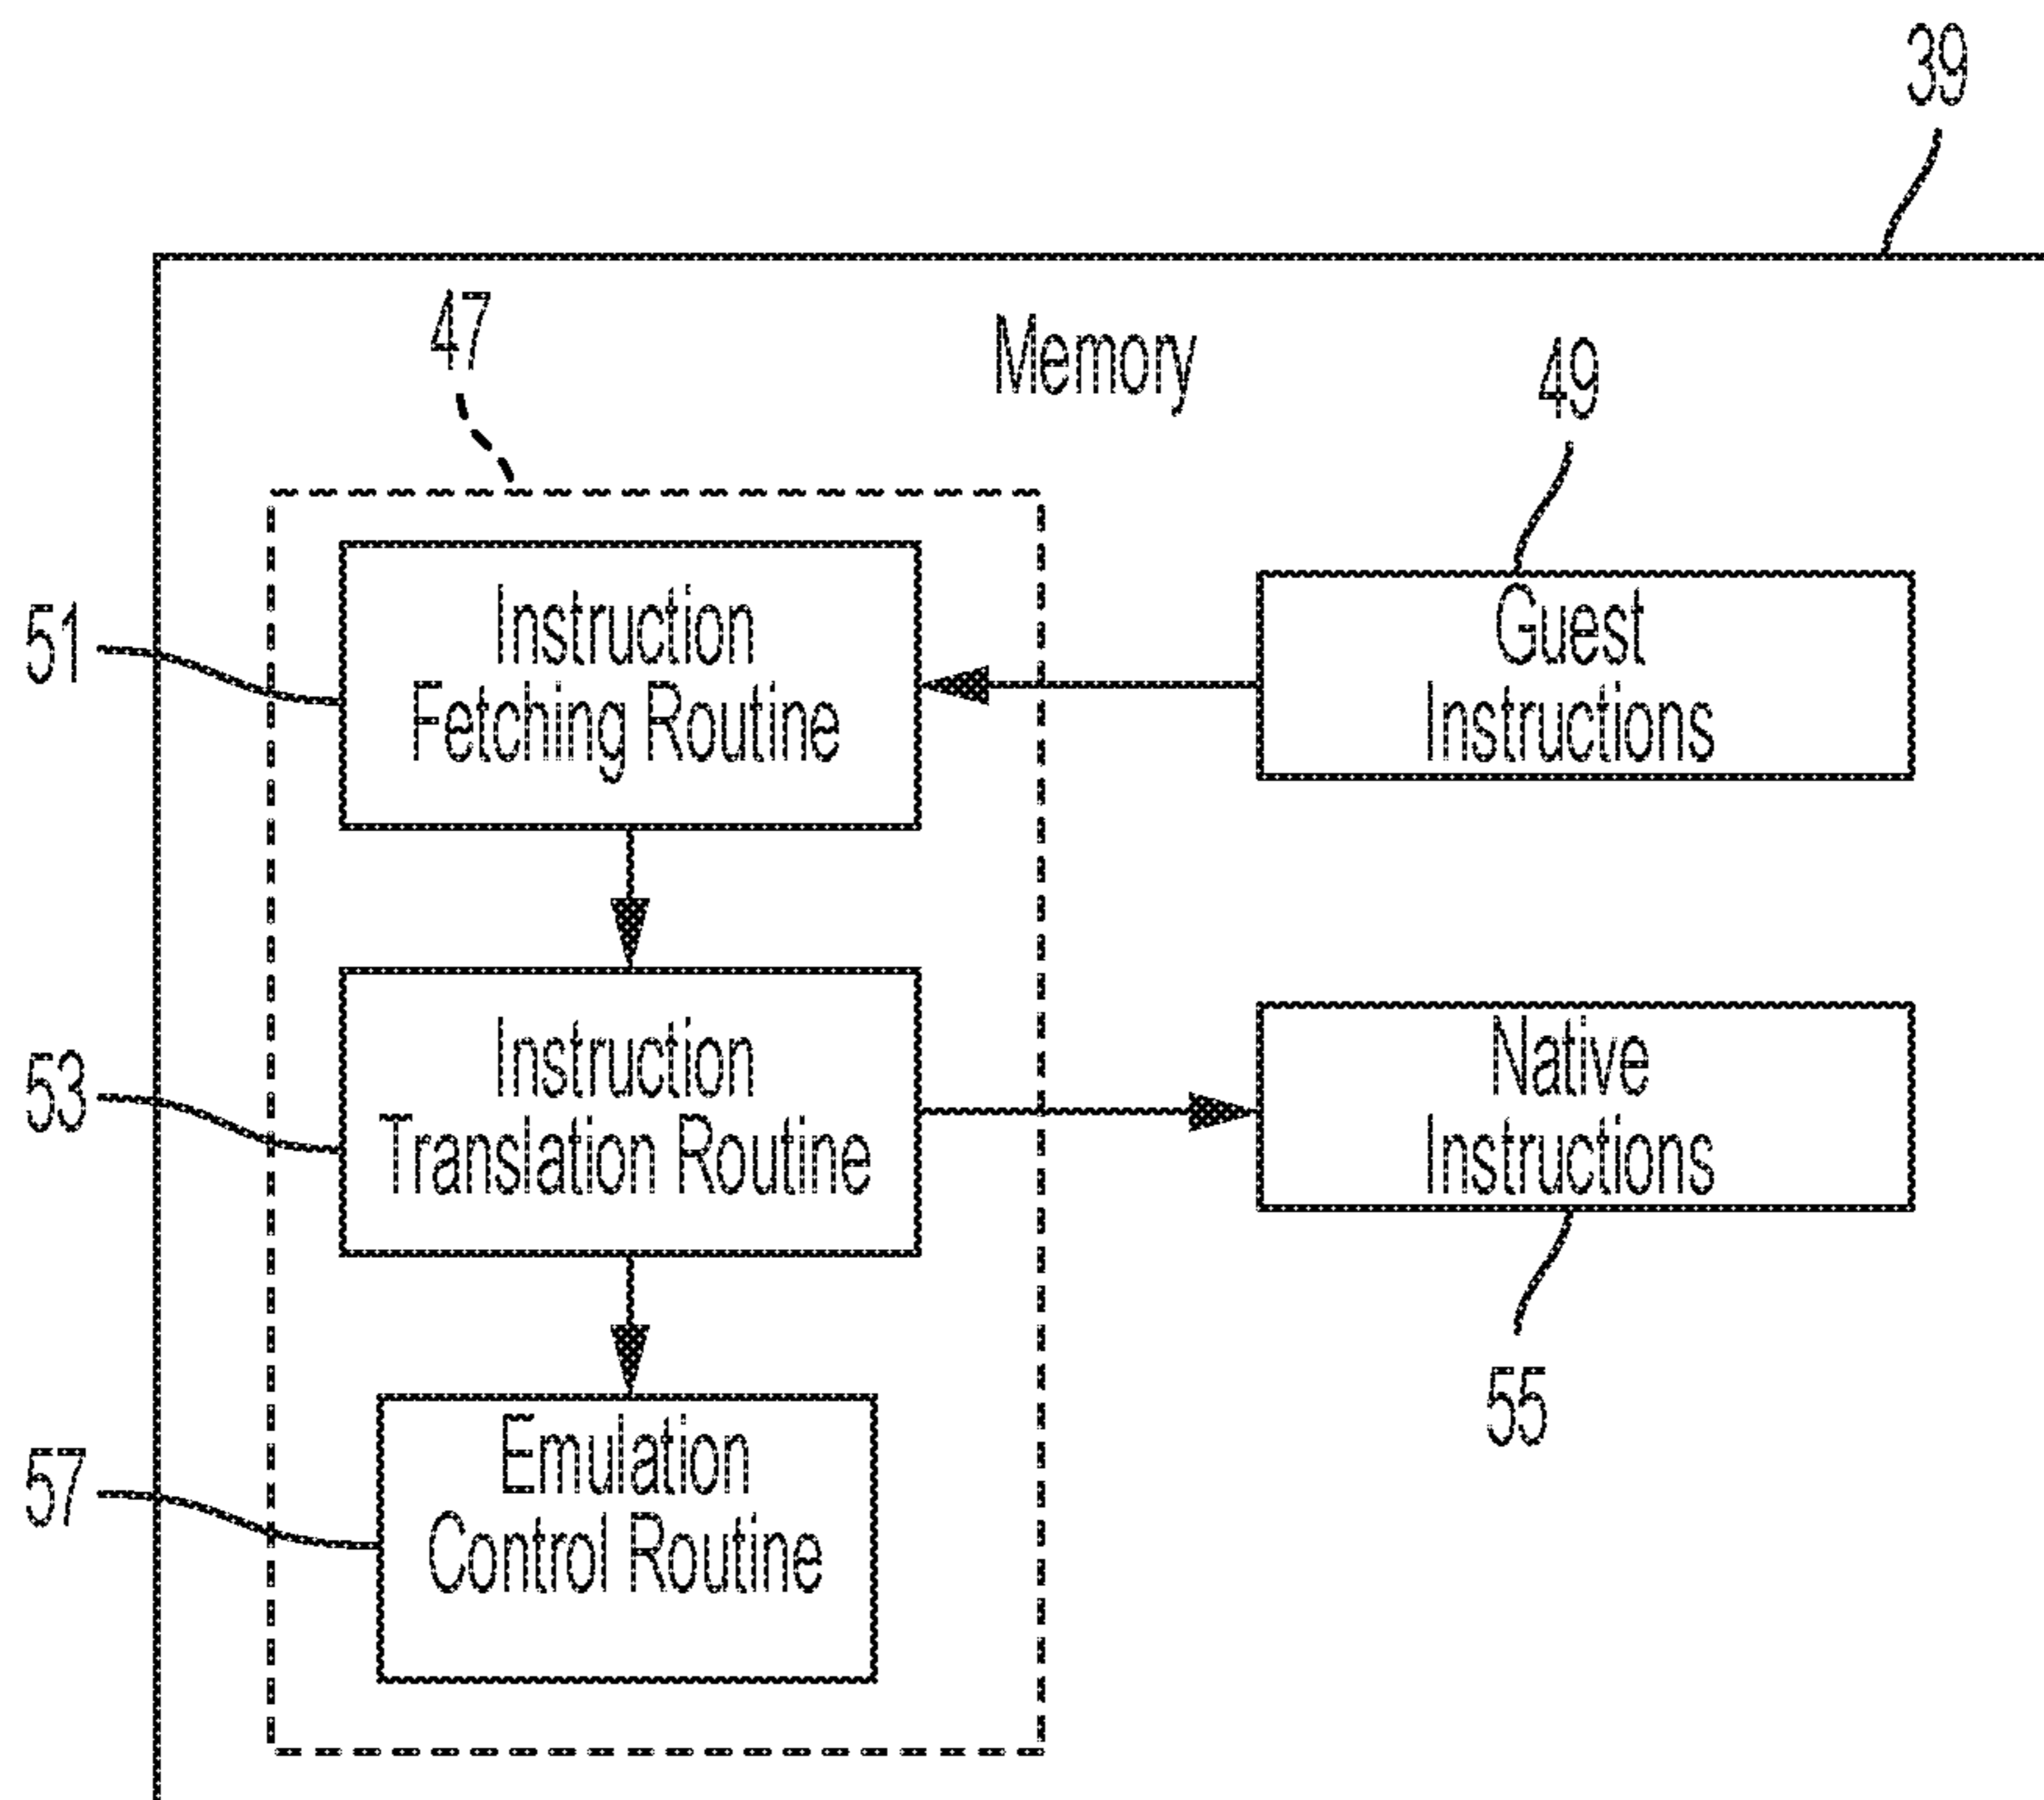 39
47
Memory
49
51
Instruction
Fetching Routine
Guest
Instructions
53
Instruction
Translation Routine
Native
Instructions
55
57
Emulation
Control Routine